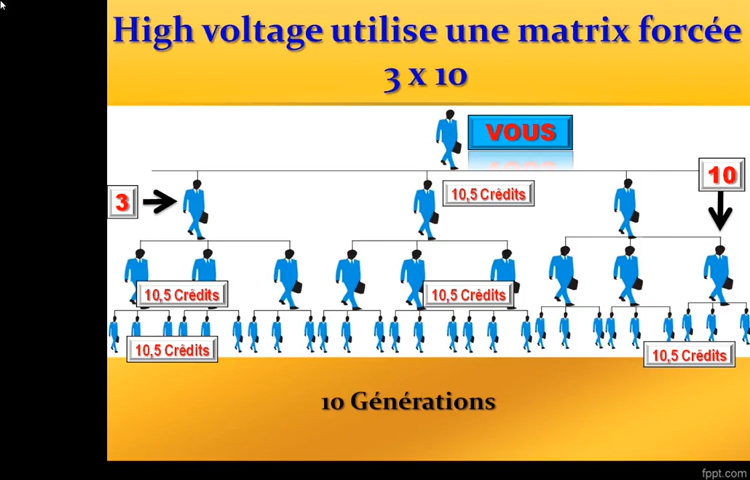 High voltage utilise une matrix forcée
3 x 10
VOUS
10
3
10,5 Crédits
10,5 Crédits
10,5 Crédits
10,5 Crédits
10,5 Crédits
10 Générations
fppt.com